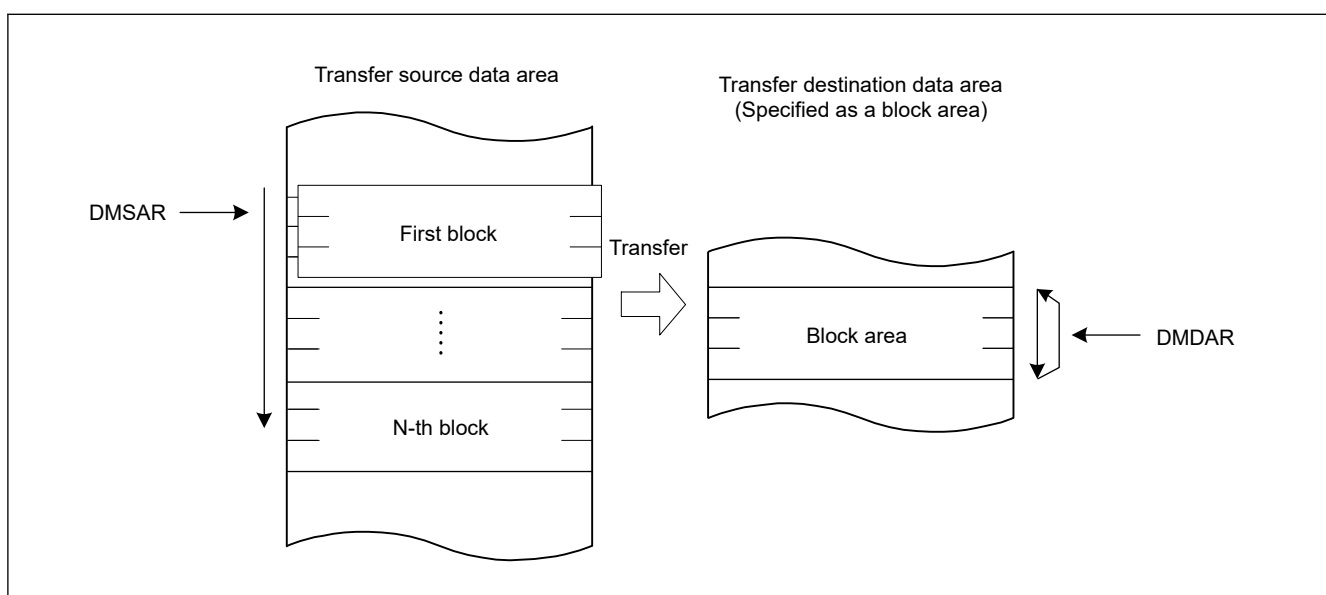 Transfer source data area
Transfer destination data area
(Specified as a block area)
DMSAR
First block
Transfer
Block area
DMDAR
N-th block